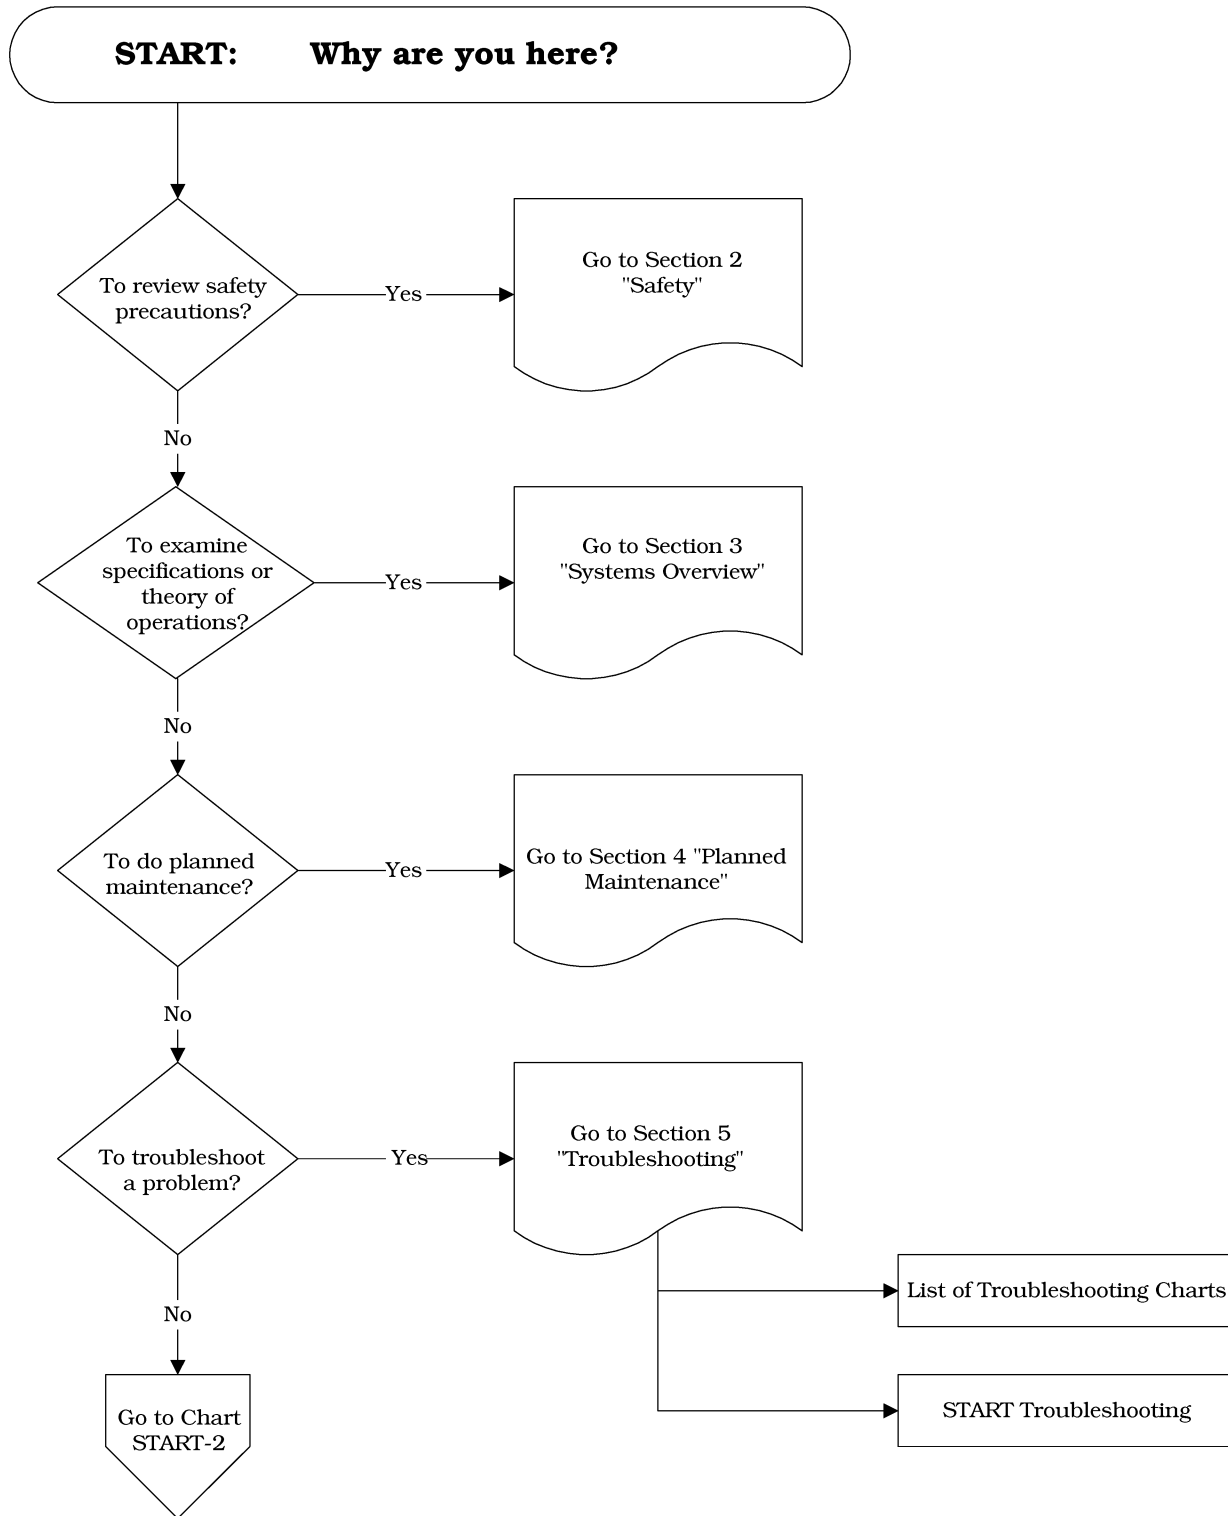 START: Why are you here?
To review safety
precautions?
Yes
Go to Section 2
"Safety"
No
To examine
specifications or
theory of
operations?
Yes
Go to Section 3
"Systems Overview"
No
To do planned
maintenance?
Yes
Go to Section 4 "Planned
Maintenance"
No
To troubleshoot
a problem?
Yes
Go to Section 5
"Troubleshooting"
List of Troubleshooting Charts
No
START Troubleshooting
Go to Chart
START-2